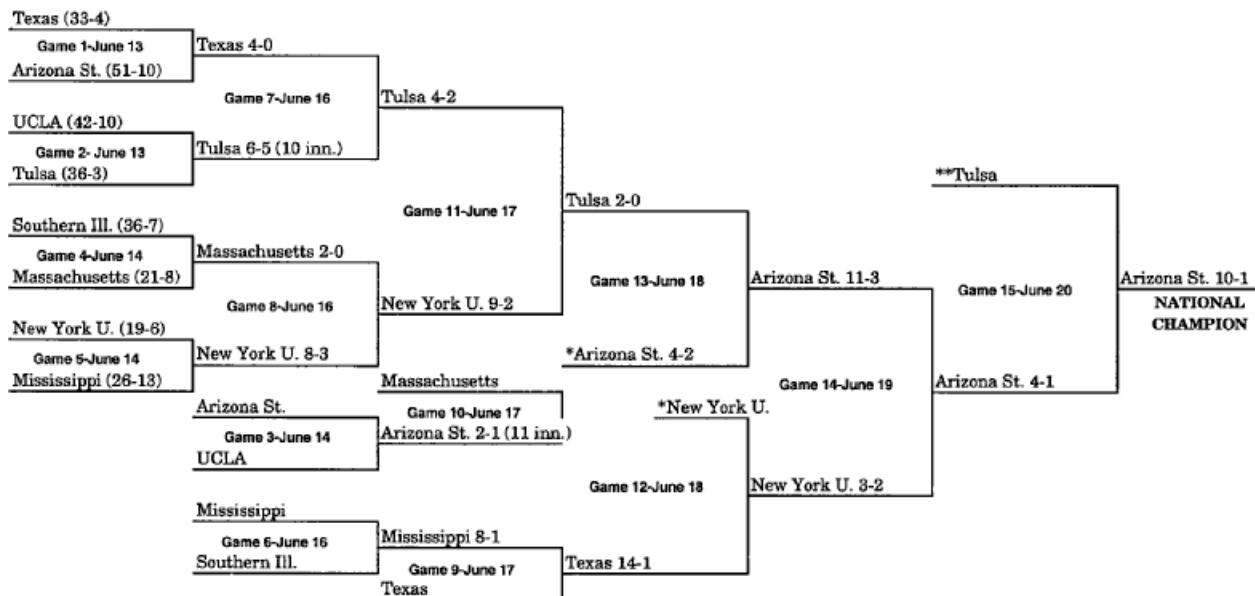 Texas (33-4)
Game 1-June 13
Arizona St. (51-10)
Texas 4-0
Game 7-June 16
UCLA (42-10)
Game 2- June 13
Tulsa (36-3)
Tulsa 6-5 (10 inn.)
Tulsa 4-2
Game 11-June 17
Southern Ill. (36-7)
Game 4-June 14
Massachusetts (21-8)
Massachusetts 2-0
Game 8-June 16
New York U. (19-6)
Game 5-June 14
Mississippi (26-13)
New York U. 8-3
New York U. 9-2
Tulsa 2-0
Game 13-June 18
*Arizona St. 4-2
Massachusetts
Game 10-June 17
Arizona St.
Game 3-June 14
UCLA
Arizona St. 2-1 (11 inn.)
Arizona St. 11-3
Game 14-June 19
*New York U.
Game 12-June 18
New York U. 3-2
Mississippi
Game 6-June 16
Southern Ill.
Mississippi 8-1
Game 9-June 17
Texas
Texas 14-1
**Tulsa
Game 15-June 20
Arizona St. 4-1
Arizona St. 10-1
NATIONAL
CHAMPION